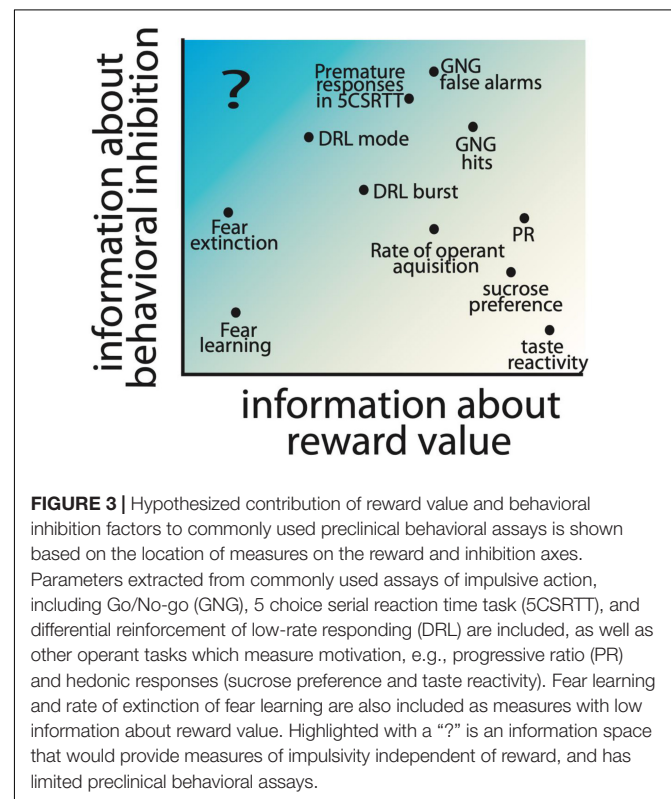 information about
behavioral inhibition
?
Premature
responses
in 5CSRTT
GNG
false alarms
DRL mode
GNG
hits
DRL burst
Fear
extinction
Rate of operant
aquisition
PR
sucrose
preference
Fear
learning
taste
reactivity
information about
reward value
FIGURE 3 | Hypothesized contribution of reward value and behavioral
inhibition factors to commonly used preclinical behavioral assays is shown
based on the location of measures on the reward and inhibition axes.
Parameters extracted from commonly used assays of impulsive action,
including Go/No-go (GNG), 5 choice serial reaction time task (5CSRTT), and
differential reinforcement of low-rate responding (DRL) are included, as well as
other operant tasks which measure motivation, e.g., progressive ratio (PR)
and hedonic responses (sucrose preference and taste reactivity). Fear learning
and rate of extinction of fear learning are also included as measures with low
information about reward value. Highlighted with a “?” is an information space
that would provide measures of impulsivity independent of reward, and has
limited preclinical behavioral assays.